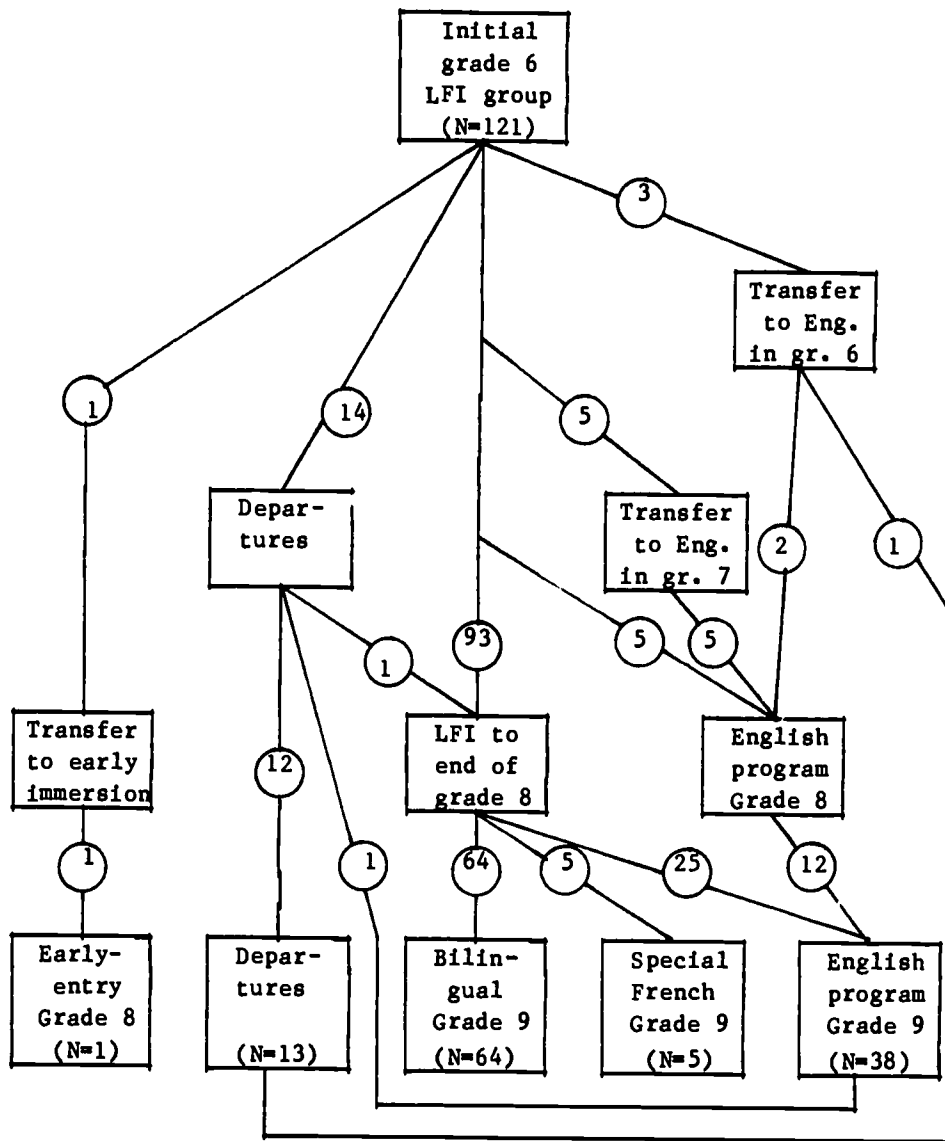 Initial
grade 6
LFI group
(N=121)
3
Transfer
to Eng.
in gr. 6
1
14
5
Depar-
tures
Transfer
to Eng.
in gr. 7
2
1
1
93
5
5
Transfer
to early
immersion
12
LFI to
end of
grade 8
English
program
Grade 8
1
1
64
5
25
12
Early-
entry
Grade 8
(N=1)
Depar-
tures
(N=13)
Bilin-
gual
Grade 9
(N=64)
Special
French
Grade 9
(N=5)
English
program
Grade 9
(N=38)